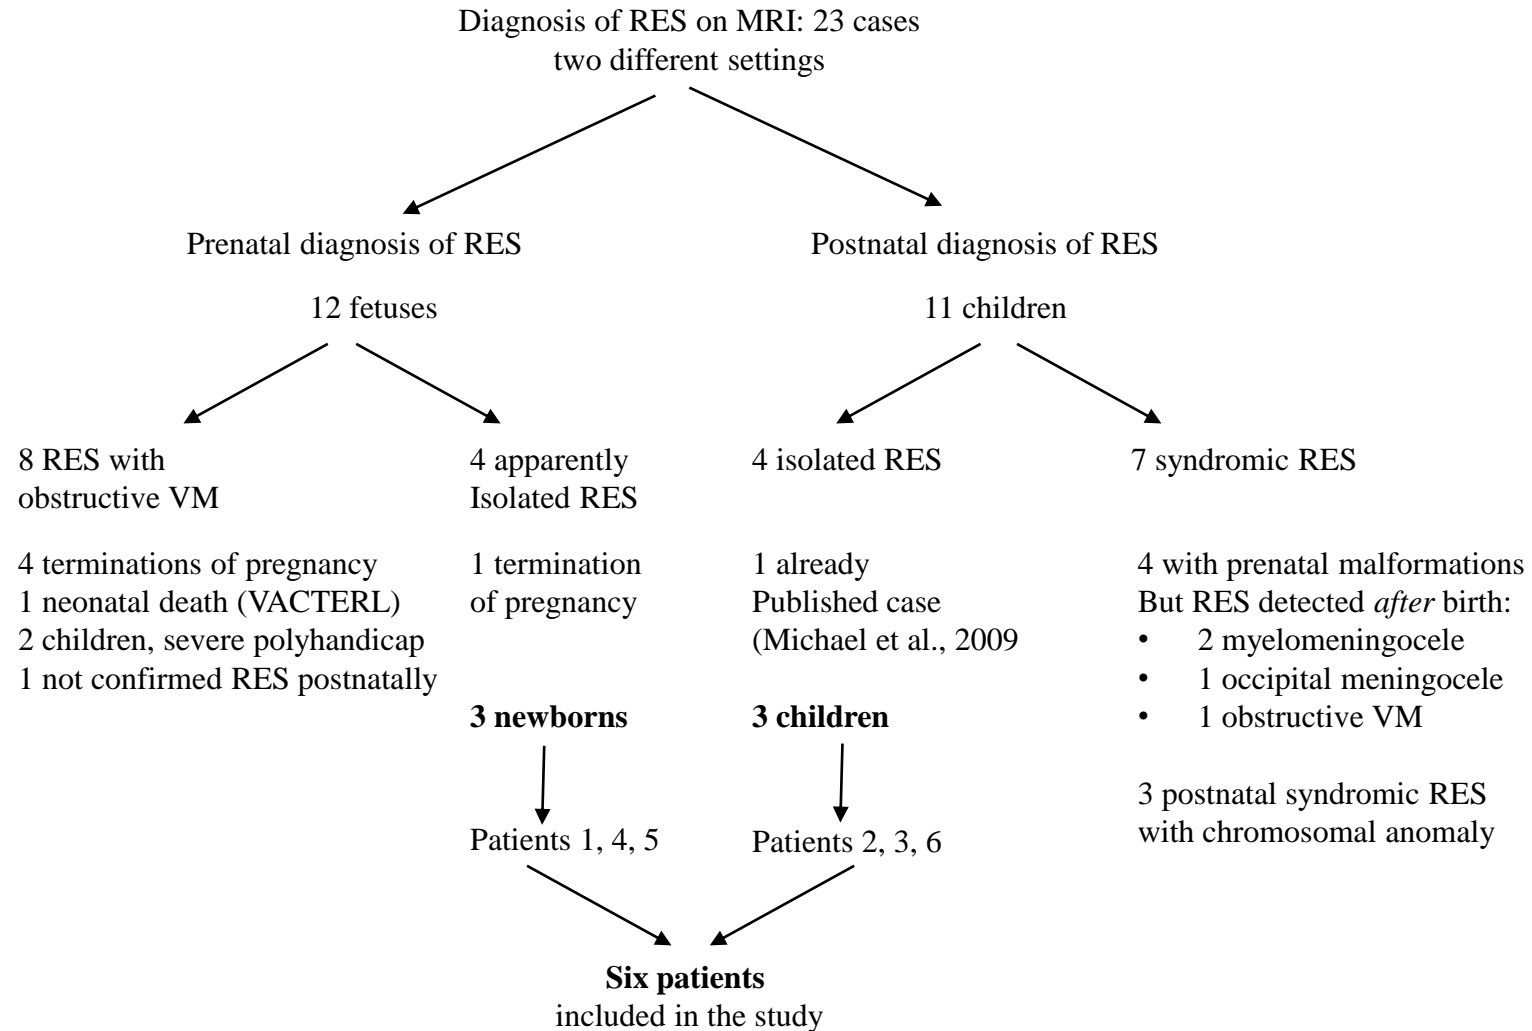 Diagnosis of RES on MRI: 23 cases
two different settings
Prenatal diagnosis of RES
12 fetuses
Postnatal diagnosis of RES
11 children
8 RES with
obstructive VM
4 terminations of pregnancy
1 neonatal death (VACTERL)
2 children, severe polyhandicap
1 not confirmed RES postnatally
4 apparently
Isolated RES
1 termination
of pregnancy
3 newborns
Patients 1, 4, 5
4 isolated RES
1 already
Published case
(Michael et al., 2009
3 children
Patients 2, 3, 6
7 syndromic RES
4 with prenatal malformations
But RES detected after birth:
• 2 myelomeningocele
• 1 occipital meningocele
• 1 obstructive VM
3 postnatal syndromic RES
with chromosomal anomaly
Six patients
included in the study